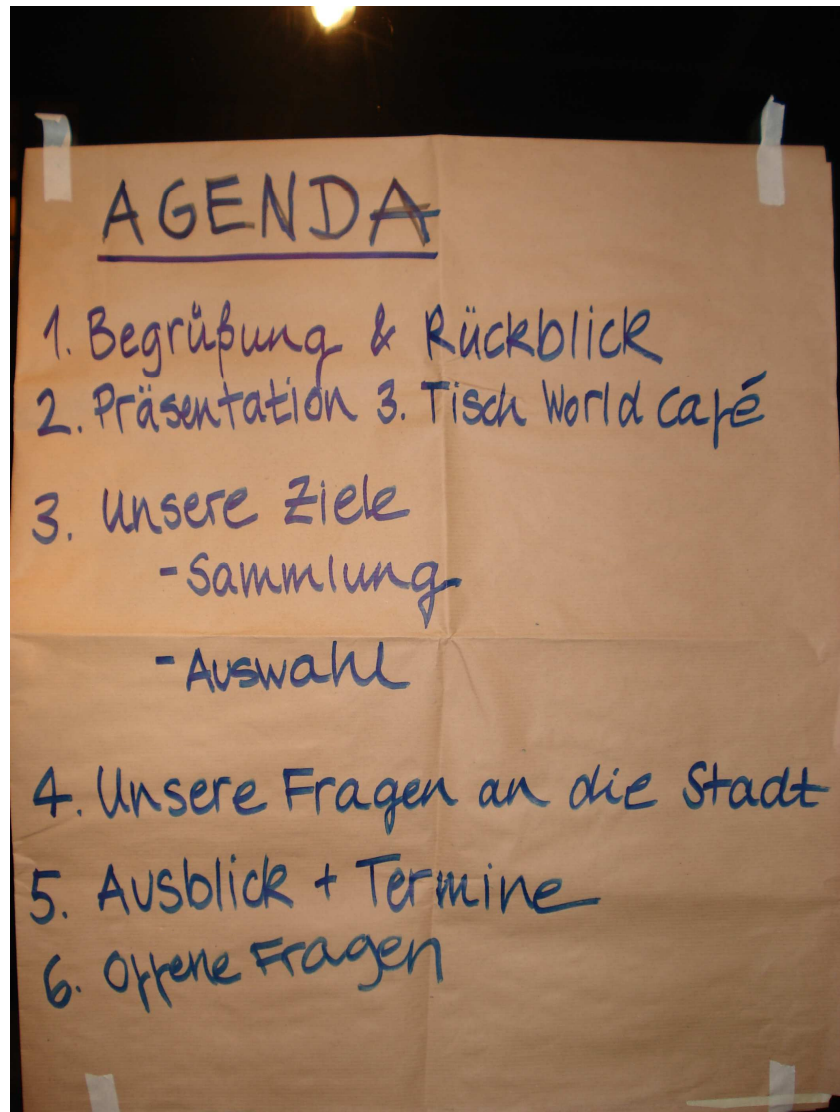 AGENDA
1. Begrüßung & Rückblick
2. Präsentation 3. Tisch World Café
3. Unsere Ziele
- Sammlung
- Auswahl
4. Unsere Fragen an die Stadt
5. Ausblick + Termine
6. Offene Fragen